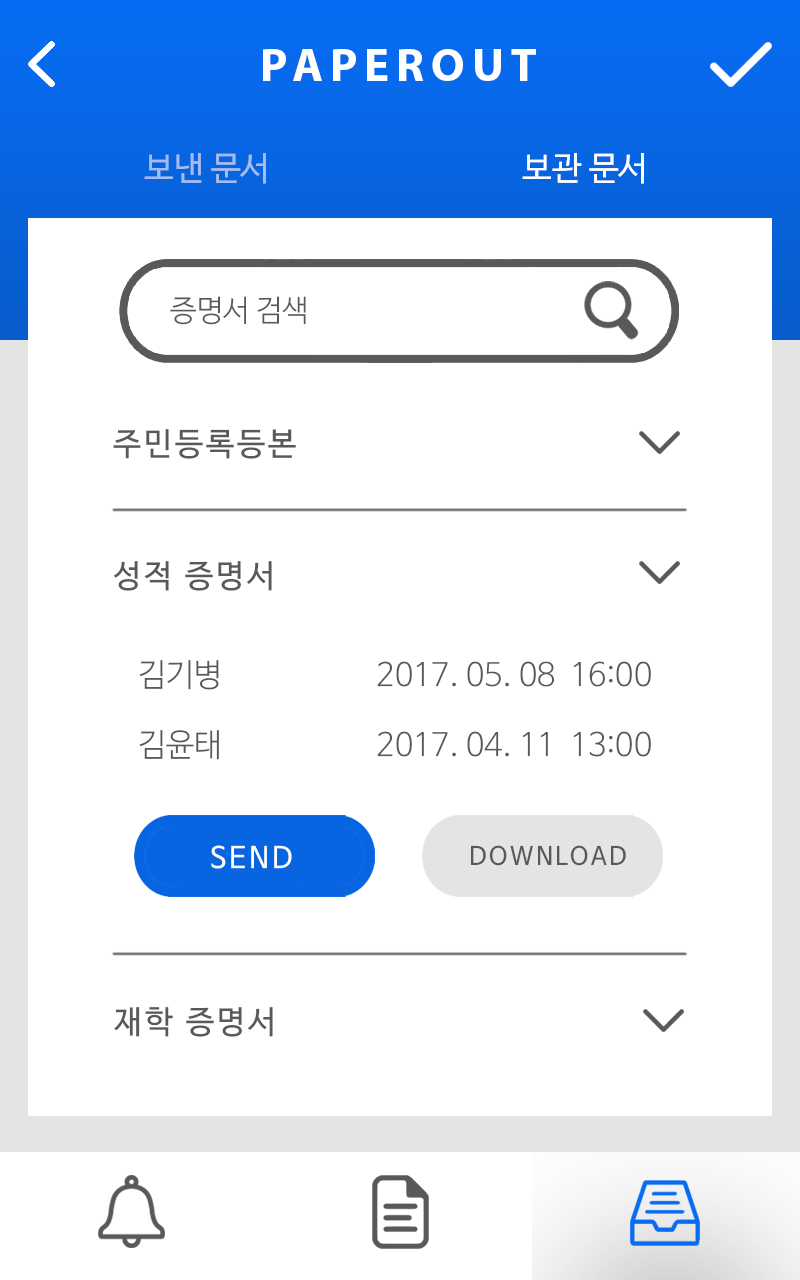 PAPEROUT
보낸 문서 보관 문서
증명서 검색
주민등록등본
성적 증명서
김기병 2017. 05. 08 16:00
김윤태 2017. 04. 11 13:00
SEND DOWNLOAD
재학 증명서